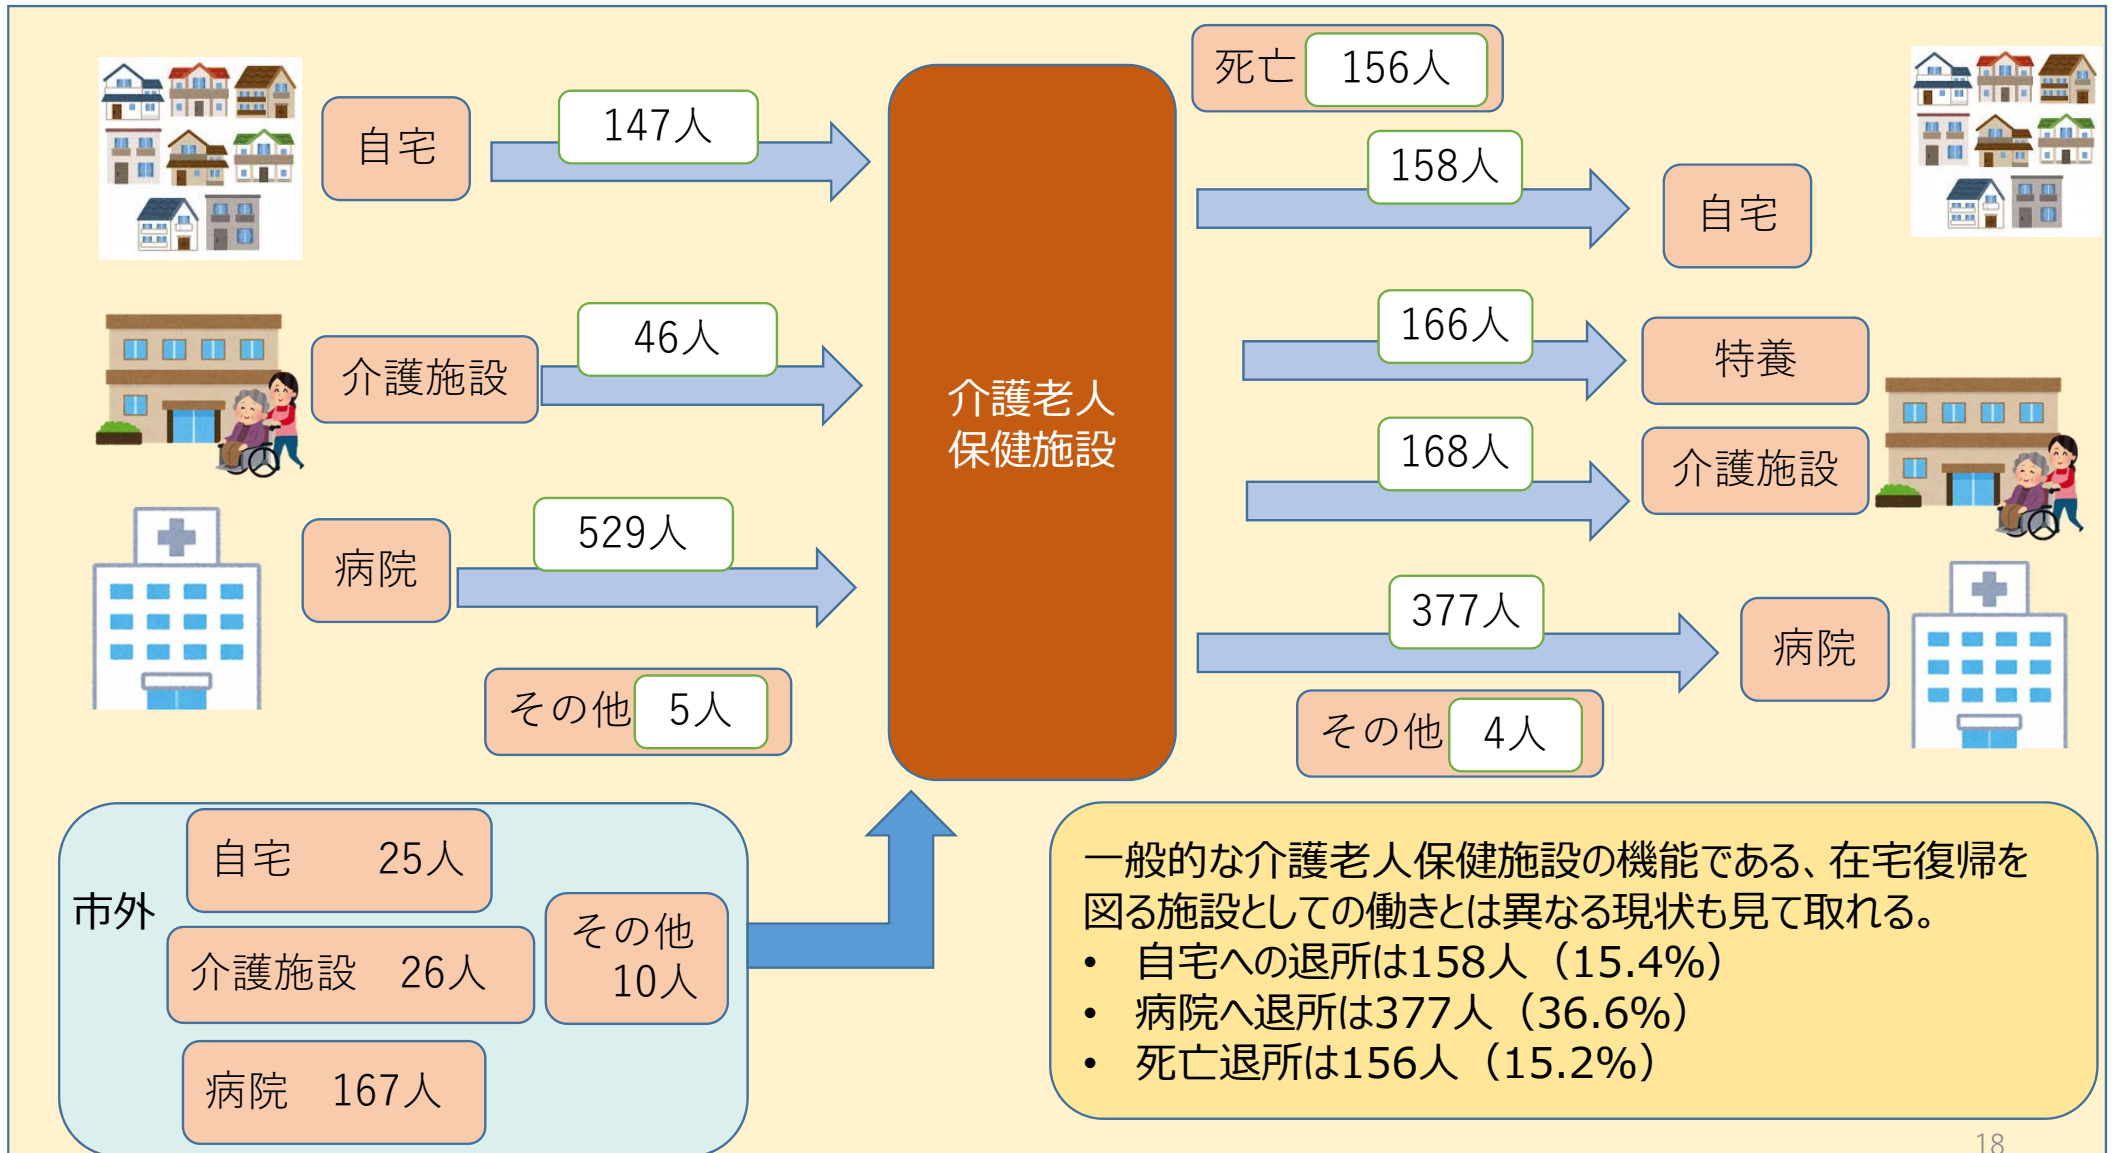 自宅
147人
介護施設
46人
病院
529人
その他 5人
介護老人
保健施設
死亡 156人
158人
自宅
166人
特養
168人
介護施設
377人
病院
その他 4人
市外
自宅 25人
介護施設 26人
病院 167人
その他
10人
一般的な介護老人保健施設の機能である、在宅復帰を
図る施設としての働きとは異なる現状も見て取れる。
• 自宅への退所は158人（15.4%）
• 病院へ退所は377人（36.6%）
• 死亡退所は156人（15.2%）
18